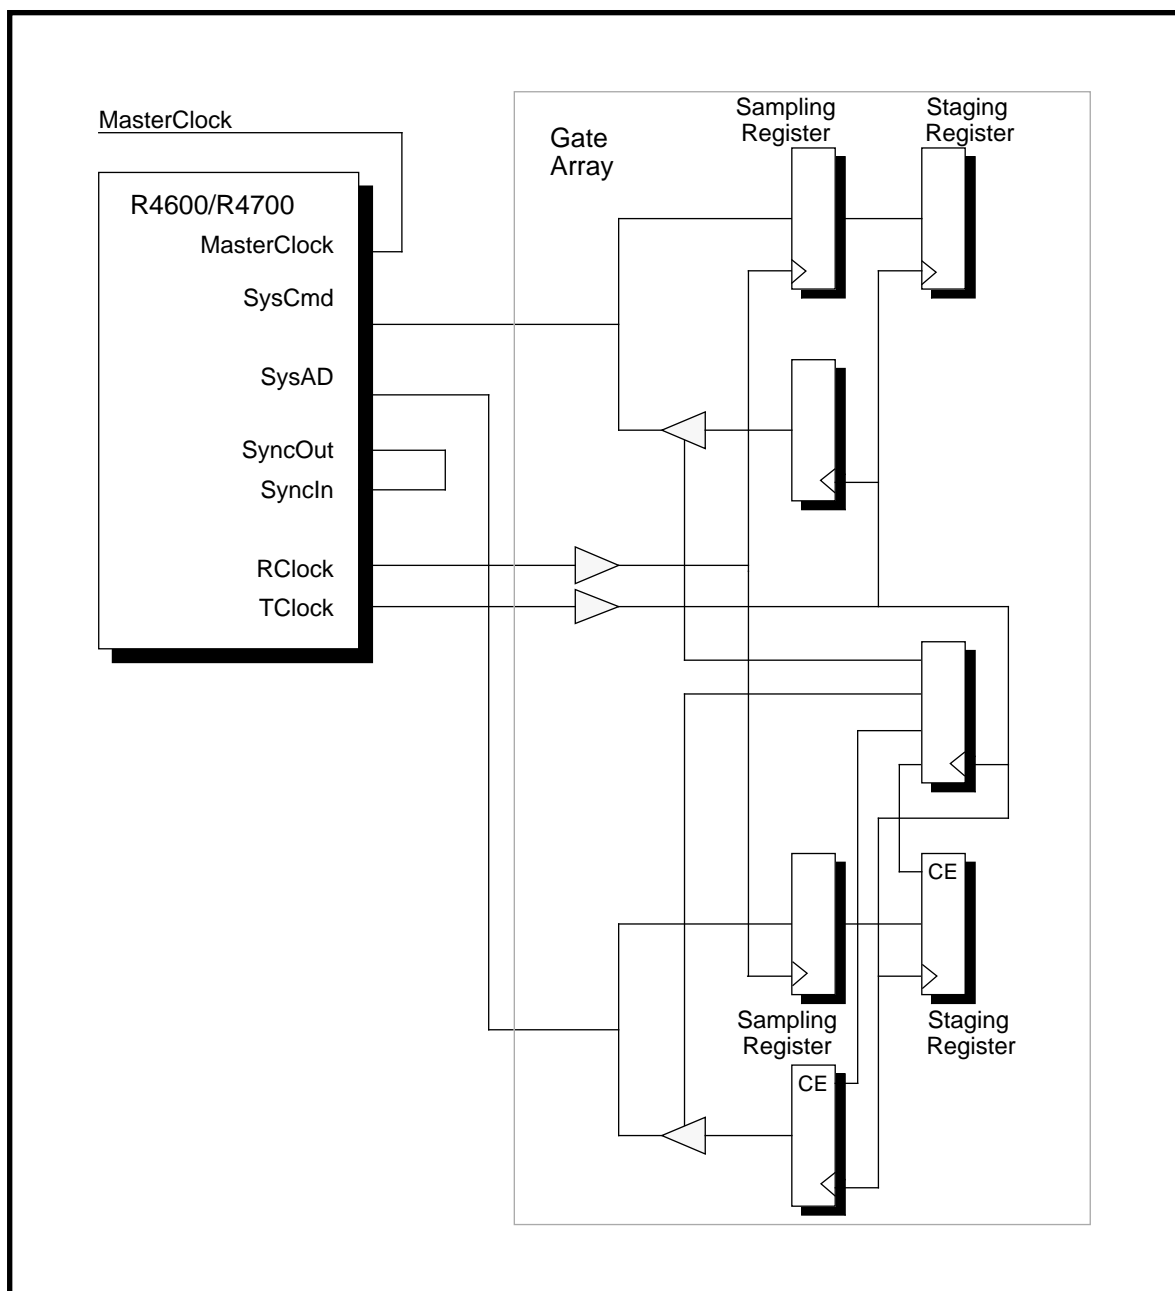 MasterClock
R4600/R4700
MasterClock
SysCmd
SysAD
SyncOut
SyncIn
RClock
TClock
Gate
Array
Sampling
Register
Staging
Register
CE
Sampling
Register
Staging
Register
CE